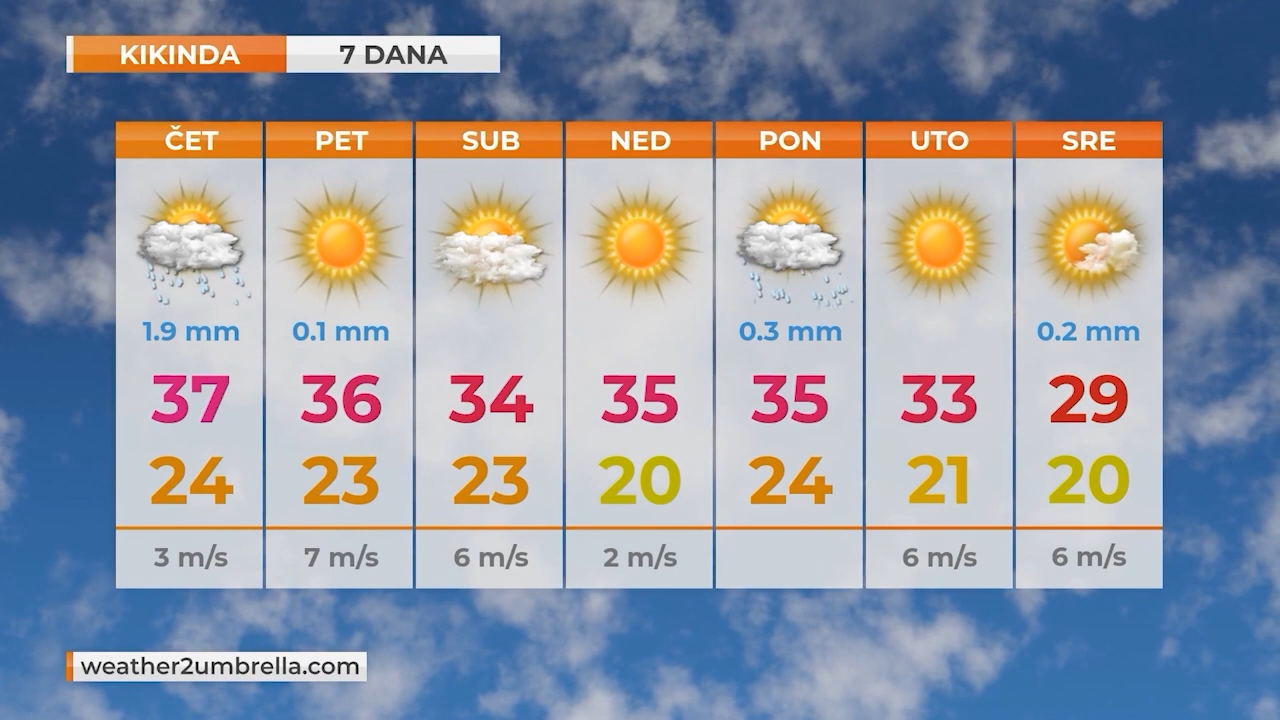 KIKINDA 7 DANA
ČET PET SUB NED PON UTO SRE
1.9 mm 0.1 mm 0.3 mm 0.2 mm
37 36 34 35 35 33 29
24 23 23 20 24 21 20
3 m/s 7 m/s 6 m/s 2 m/s 6 m/s 6 m/s
weather2umbrella.com